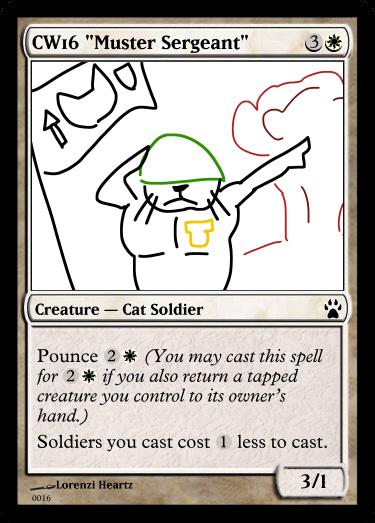 CW16 "Muster Sergeant" 3
Creature — Cat Soldier
Pounce 2 (You may cast this spell
for 2 if you also return a tapped
creature you control to its owner's
hand.)
Soldiers you cast cost 1 less to cast.
3/1
Lorenzi Heartz
0016